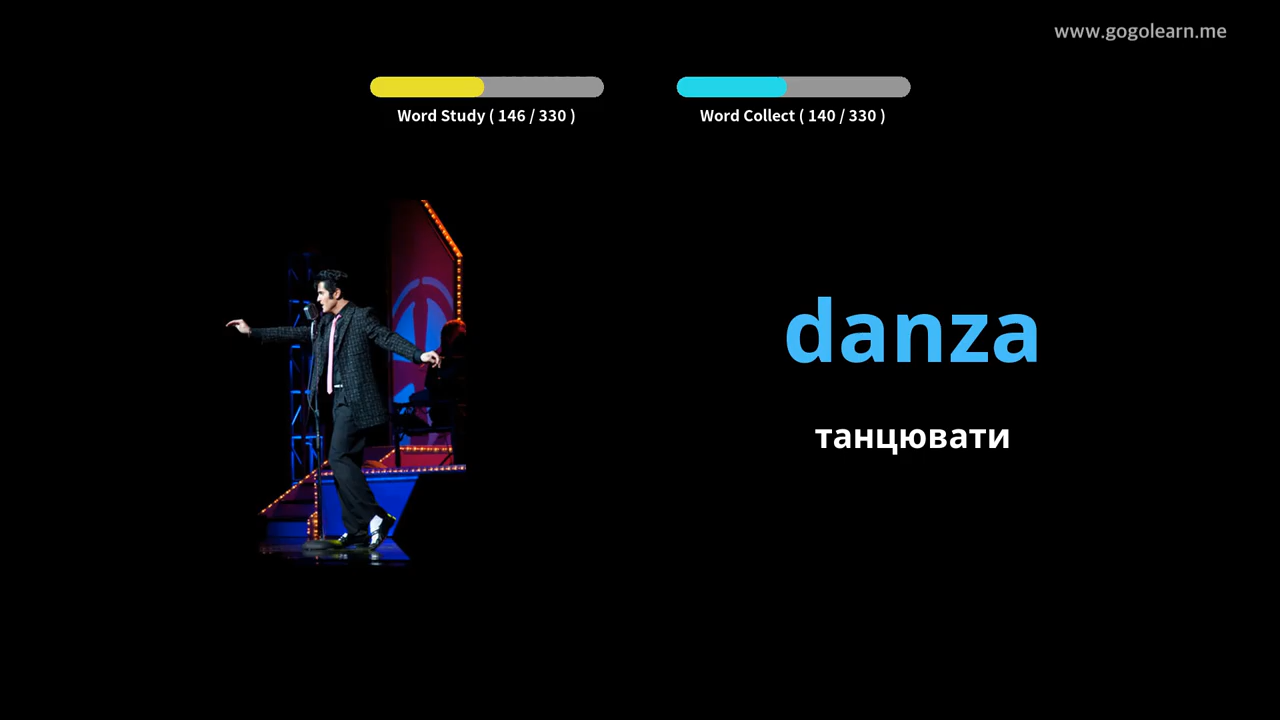 www.gogolearn.me
Word Study ( 146 / 330 )
Word Collect ( 140 / 330 )
danza
танцювати